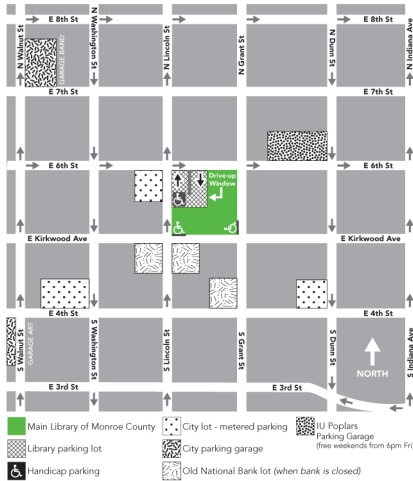 E 8th St
E 8th St
N Walnut St
N Washington St
N Lincoln St
N Grant St
N Dunn St
N Indiana Ave
GARAGE BAND
E 7th St
E 7th St
E 6th St
E 6th St
Drive-up
Window
E Kirkwood Ave
E Kirkwood Ave
E 4th St
E 4th St
S Walnut St
GARAGE ART
S Washington St
S Lincoln St
S Grant St
S Dunn St
S Indiana Ave
NORTH
E 3rd St
E 3rd St
Main Library of Monroe County
Library parking lot
Handicap parking
City lot - metered parking
City parking garage
Old National Bank lot (when bank is closed)
IU Poplars
Parking Garage
(free weekends from 6pm Fri)